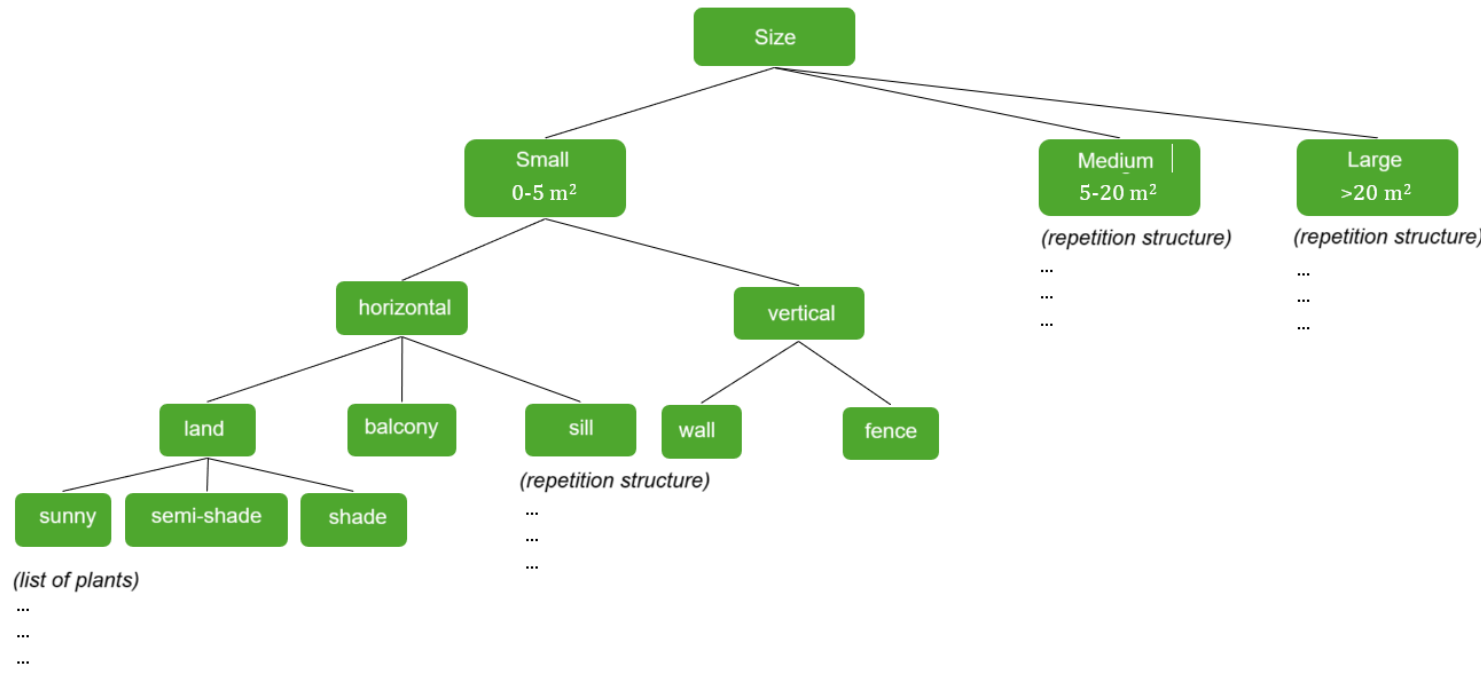 Size
Small
0-5 m²
Medium
5-20 m²
Large
>20 m²
(repetition structure)
...
...
...
(repetition structure)
...
...
...
horizontal
vertical
land
balcony
sill
wall
fence
(repetition structure)
...
...
...
sunny
semi-shade
shade
(list of plants)
...
...
...